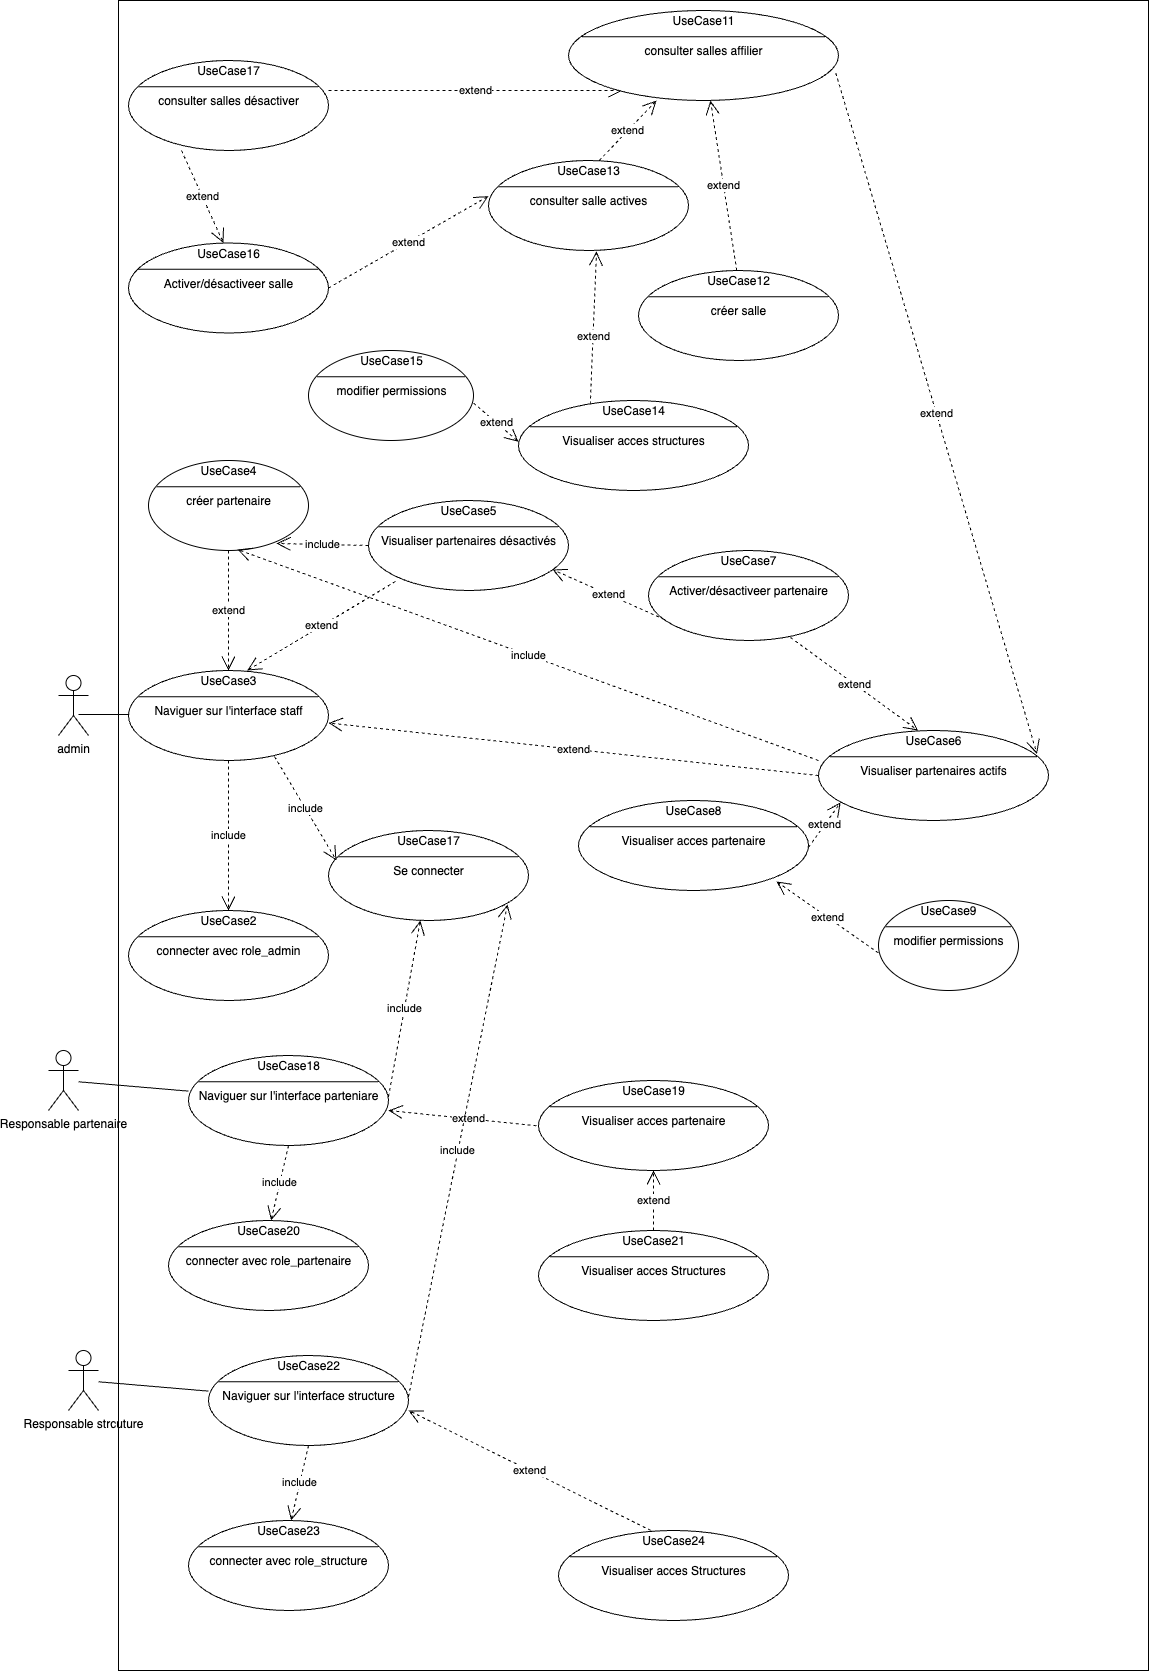 UseCase11
consulter salles affilier
UseCase17
consulter salles désactiver
extend
extend
UseCase13
consulter salle actives
extend
extend
extend
UseCase16
Activer/désactiveer salle
UseCase12
créer salle
extend
UseCase15
modifier permissions
extend
UseCase14
Visualiser acces structures
extend
UseCase4
créer partenaire
UseCase5
Visualiser partenaires désactivés
include
UseCase7
Activer/désactiveer partenaire
extend
extend
extend
include
UseCase3
Naviguer sur l'interface staff
extend
admin
extend
UseCase6
Visualiser partenaires actifs
include
UseCase8
Visualiser acces partenaire
extend
include
UseCase17
Se connecter
UseCase2
connecter avec role_admin
extend
UseCase9
modifier permissions
include
UseCase18
Naviguer sur l'interface parteniare
Responsable partenaire
extend
UseCase19
Visualiser acces partenaire
include
include
extend
UseCase20
connecter avec role_partenaire
UseCase21
Visualiser acces Structures
UseCase22
Naviguer sur l'interface structure
Responsable strcuture
extend
include
UseCase23
connecter avec role_structure
UseCase24
Visualiser acces Structures